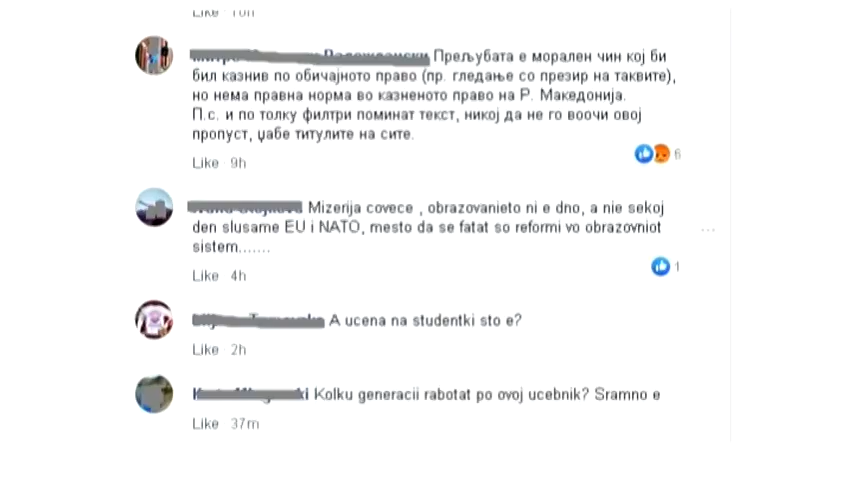 Прељубата е морален чин кој би
бил казнив по обичајното право (пр. гледање со презир на таквите),
но нема правна норма во казненото право на Р. Македонија.
П.с. и по толку филтри поминат текст, никој да не го воочи овој
пропуст, џабе титулите на сите.
6
Like 9h
Mizerija covece , obrazovanieto ni e dno, a nie sekoj
den slusame EU i NATO, mesto da se fatat so reformi vo obrazovniot
sistem.......
1
Like 4h
A ucena na studentki sto e?
Like 2h
Kolku generacii rabotat po ovoj ucebnik? Sramno e
Like 37m